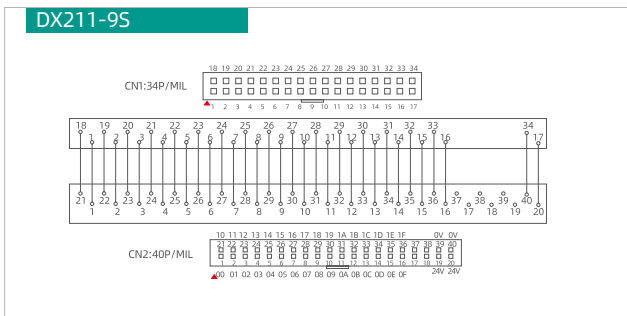 DX211-9S
18 19 20 21 22 23 24 25 26 27 28 29 30 31 32 33 34
CN1:34P/MIL
1 2 3 4 5 6 7 8 9 10 11 12 13 14 15 16 17
18 19 20 21 22 23 24 25 26 27 28 29 30 31 32 33 34
1 2 3 4 5 6 7 8 9 10 11 12 13 14 15 16 17
21 22 23 24 25 26 27 28 29 30 31 32 33 34 35 36 37 38 39 40
1 2 3 4 5 6 7 8 9 10 11 12 13 14 15 16 17 18 19 20
10 11 12 13 14 15 16 17 18 19 1A 1B 1C 1D 1E 1F 0V 0V
21 22 23 24 25 26 27 28 29 30 31 32 33 34 35 36 37 38 39 40
CN2:40P/MIL
1 2 3 4 5 6 7 8 9 10 11 12 13 14 15 16 17 18 19 20
00 01 02 03 04 05 06 07 08 09 0A 0B 0C 0D 0E 0F 24V 24V